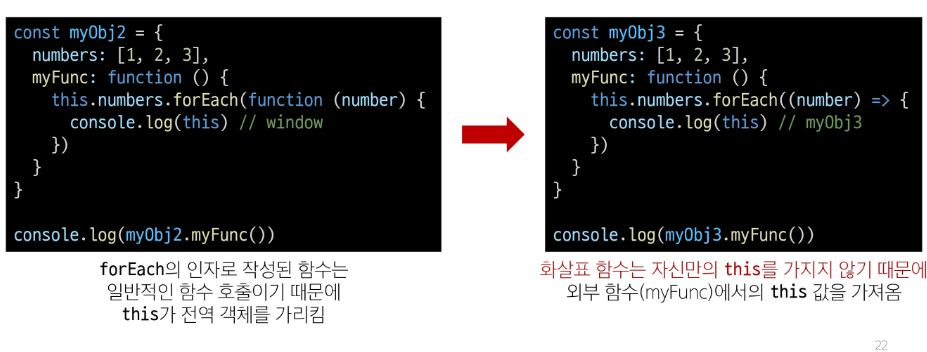 const myObj2 = {
  numbers: [1, 2, 3],
  myFunc: function () {
    this.numbers.forEach(function (number) {
      console.log(this) // window
    })
  }
}

console.log(myObj2.myFunc())
forEach의 인자로 작성된 함수는
일반적인 함수 호출이기 때문에
this가 전역 객체를 가리킴
const myObj3 = {
  numbers: [1, 2, 3],
  myFunc: function () {
    this.numbers.forEach((number) => {
      console.log(this) // myObj3
    })
  }
}

console.log(myObj3.myFunc())
화살표 함수는 자신만의 this를 가지지 않기 때문에
외부 함수(myFunc)에서의 this 값을 가져옴
22